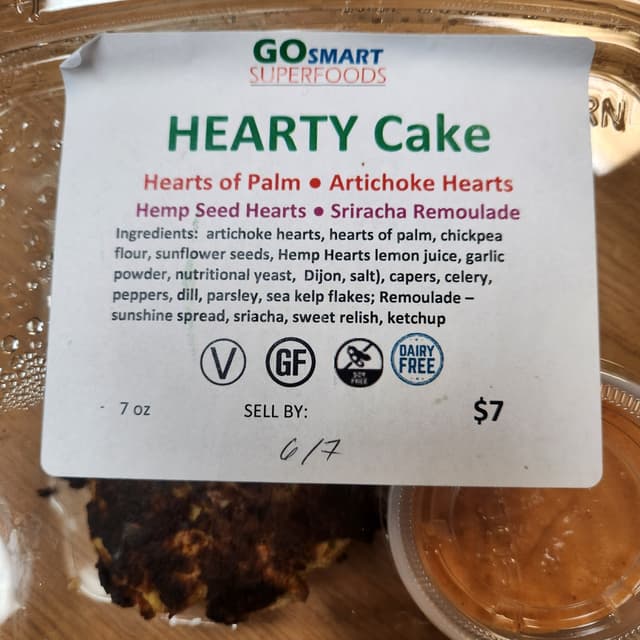 GO SMART
SUPERFOODS
HEARTY Cake
Hearts of Palm • Artichoke Hearts
Hemp Seed Hearts • Sriracha Remoulade
Ingredients: artichoke hearts, hearts of palm, chickpea
flour, sunflower seeds, Hemp Hearts lemon juice, garlic
powder, nutritional yeast, Dijon, salt), capers, celery,
peppers, dill, parsley, sea kelp flakes; Remoulade –
sunshine spread, sriacha, sweet relish, ketchup
V GF SOY FREE DAIRY FREE
- 7 oz SELL BY: $7
6/7
RN